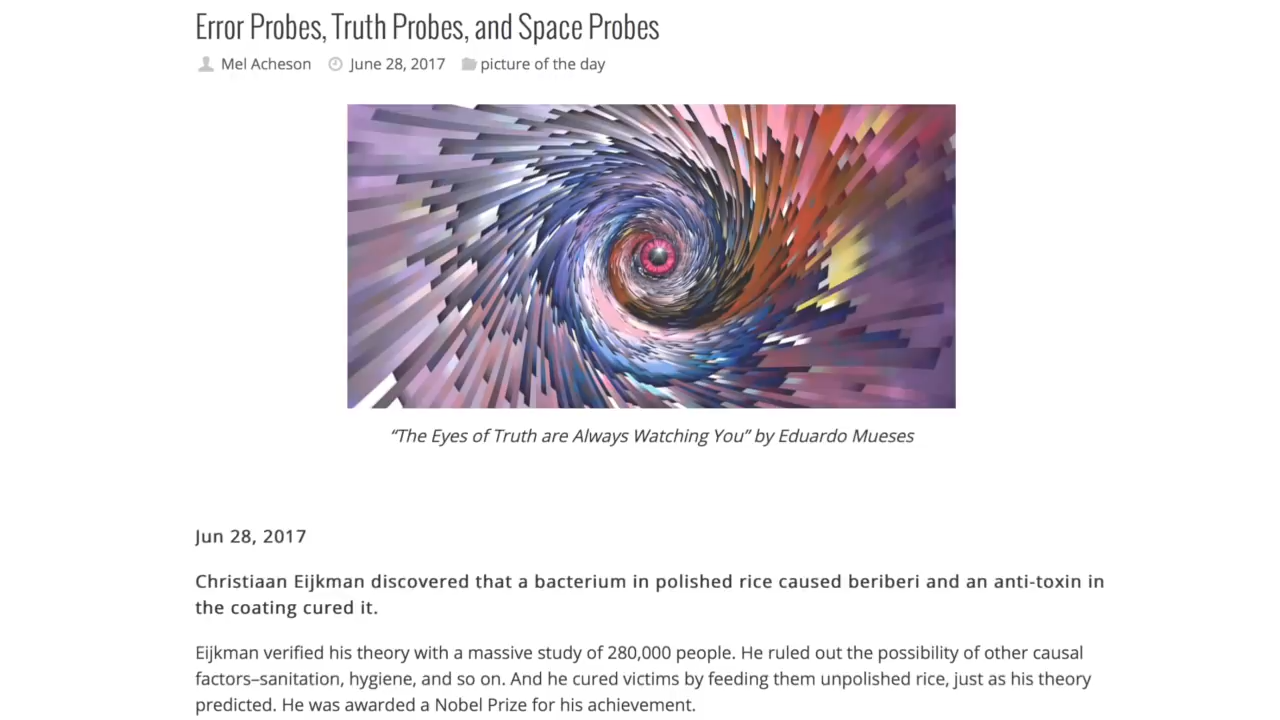 Error Probes, Truth Probes, and Space Probes
Mel Acheson June 28, 2017 picture of the day
“The Eyes of Truth are Always Watching You” by Eduardo Mueses
Jun 28, 2017
Christiaan Eijkman discovered that a bacterium in polished rice caused beriberi and an anti-toxin in
the coating cured it.
Eijkman verified his theory with a massive study of 280,000 people. He ruled out the possibility of other causal
factors–sanitation, hygiene, and so on. And he cured victims by feeding them unpolished rice, just as his theory
predicted. He was awarded a Nobel Prize for his achievement.